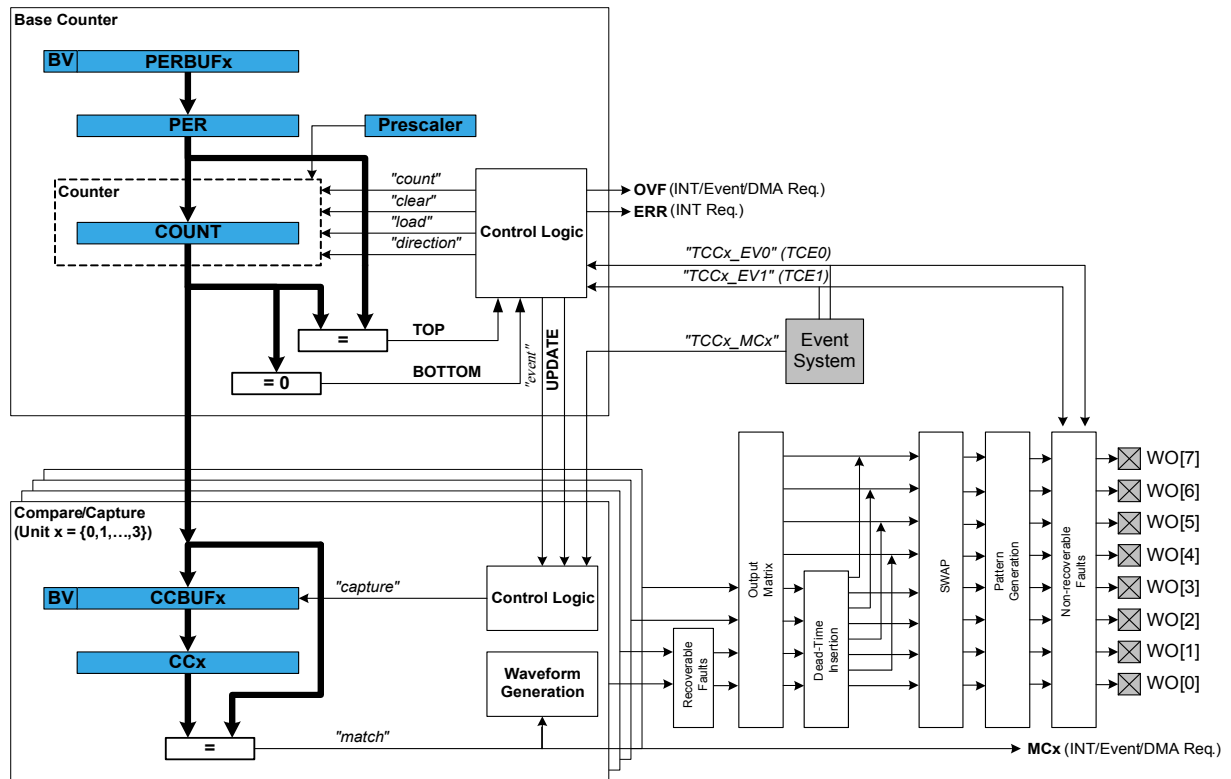 Base Counter
BV PERBUFx
PER
Prescaler
Counter
COUNT
"count"
"clear"
"load"
"direction"
Control Logic
OVF (INT/Event/DMA Req.)
ERR (INT Req.)
"TCCx_EV0" (TCE0)
"TCCx_EV1" (TCE1)
"TCCx_MCx"
Event
System
=
TOP
= 0
BOTTOM
"event"
UPDATE
Compare/Capture
(Unit x = {0,1,…,3})
BV CCBUFx
"capture"
Control Logic
CCx
Waveform
Generation
=
"match"
Recoverable
Faults
Output
Matrix
Dead-Time
Insertion
SWAP
Pattern
Generation
Non-recoverable
Faults
WO[7]
WO[6]
WO[5]
WO[4]
WO[3]
WO[2]
WO[1]
WO[0]
MCx (INT/Event/DMA Req.)